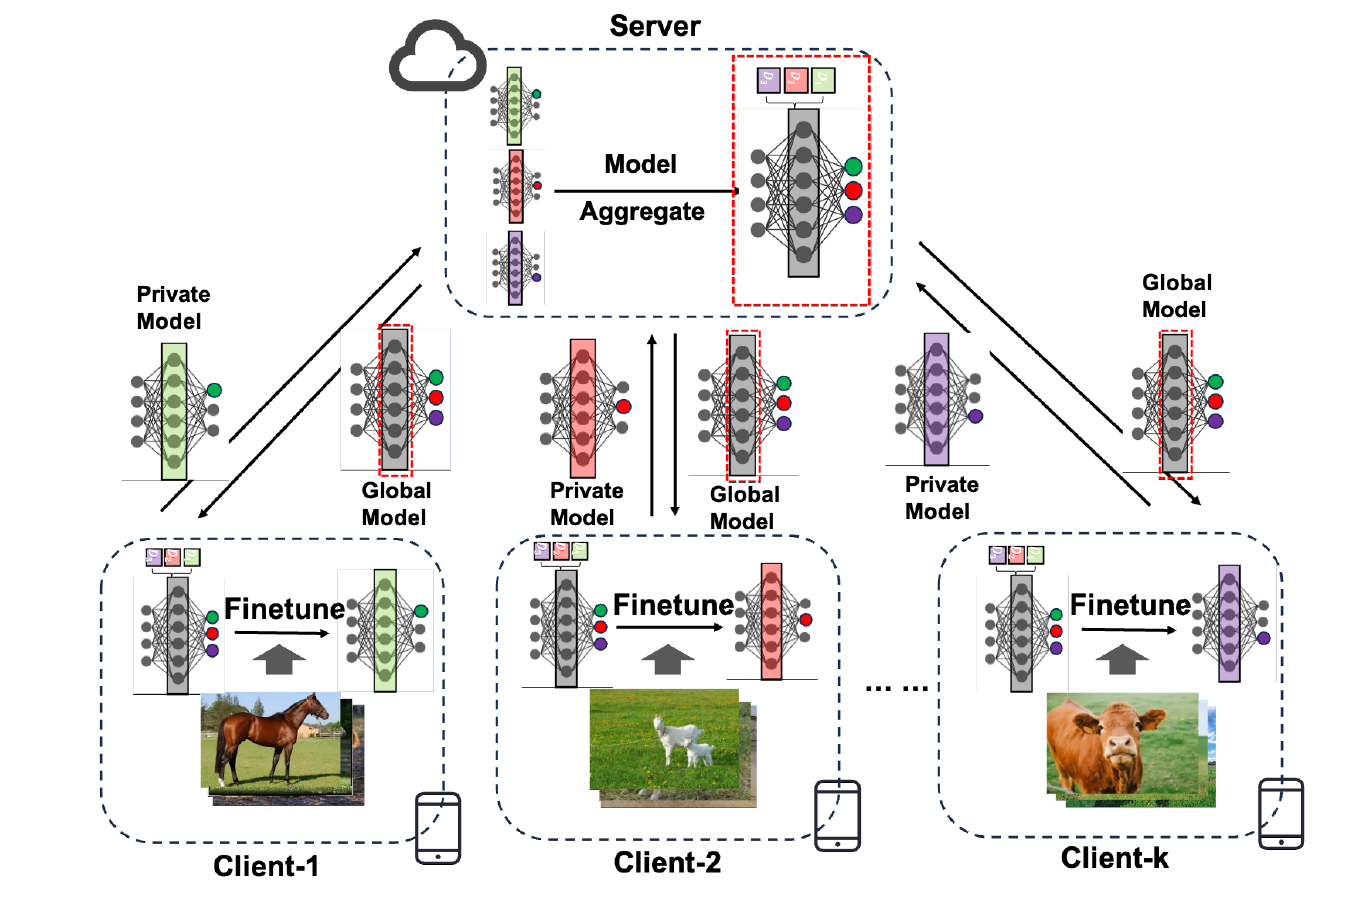 Server
Model
Aggregate
Private
Model
Global
Model
Private
Model
Global
Model
Private
Model
Global
Model
Finetune
Finetune
Finetune
... ...
Client-1
Client-2
Client-k